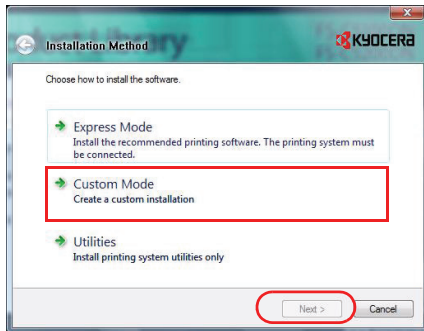 Installation Method
KYOCERA
Choose how to install the software.
Express Mode
Install the recommended printing software. The printing system must
be connected.
Custom Mode
Create a custom installation
Utilities
Install printing system utilities only
Next >
Cancel